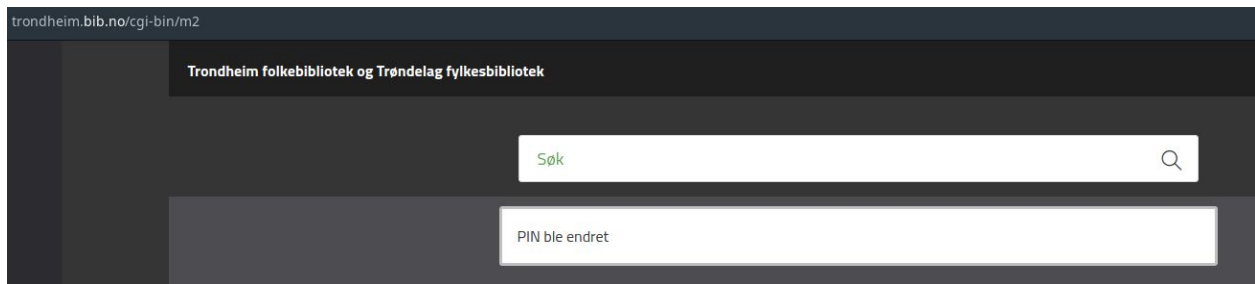 trondheim.bib.no/cgi-bin/m2
Trondheim folkebibliotek og Trøndelag fylkesbibliotek
Søk
PIN ble endret